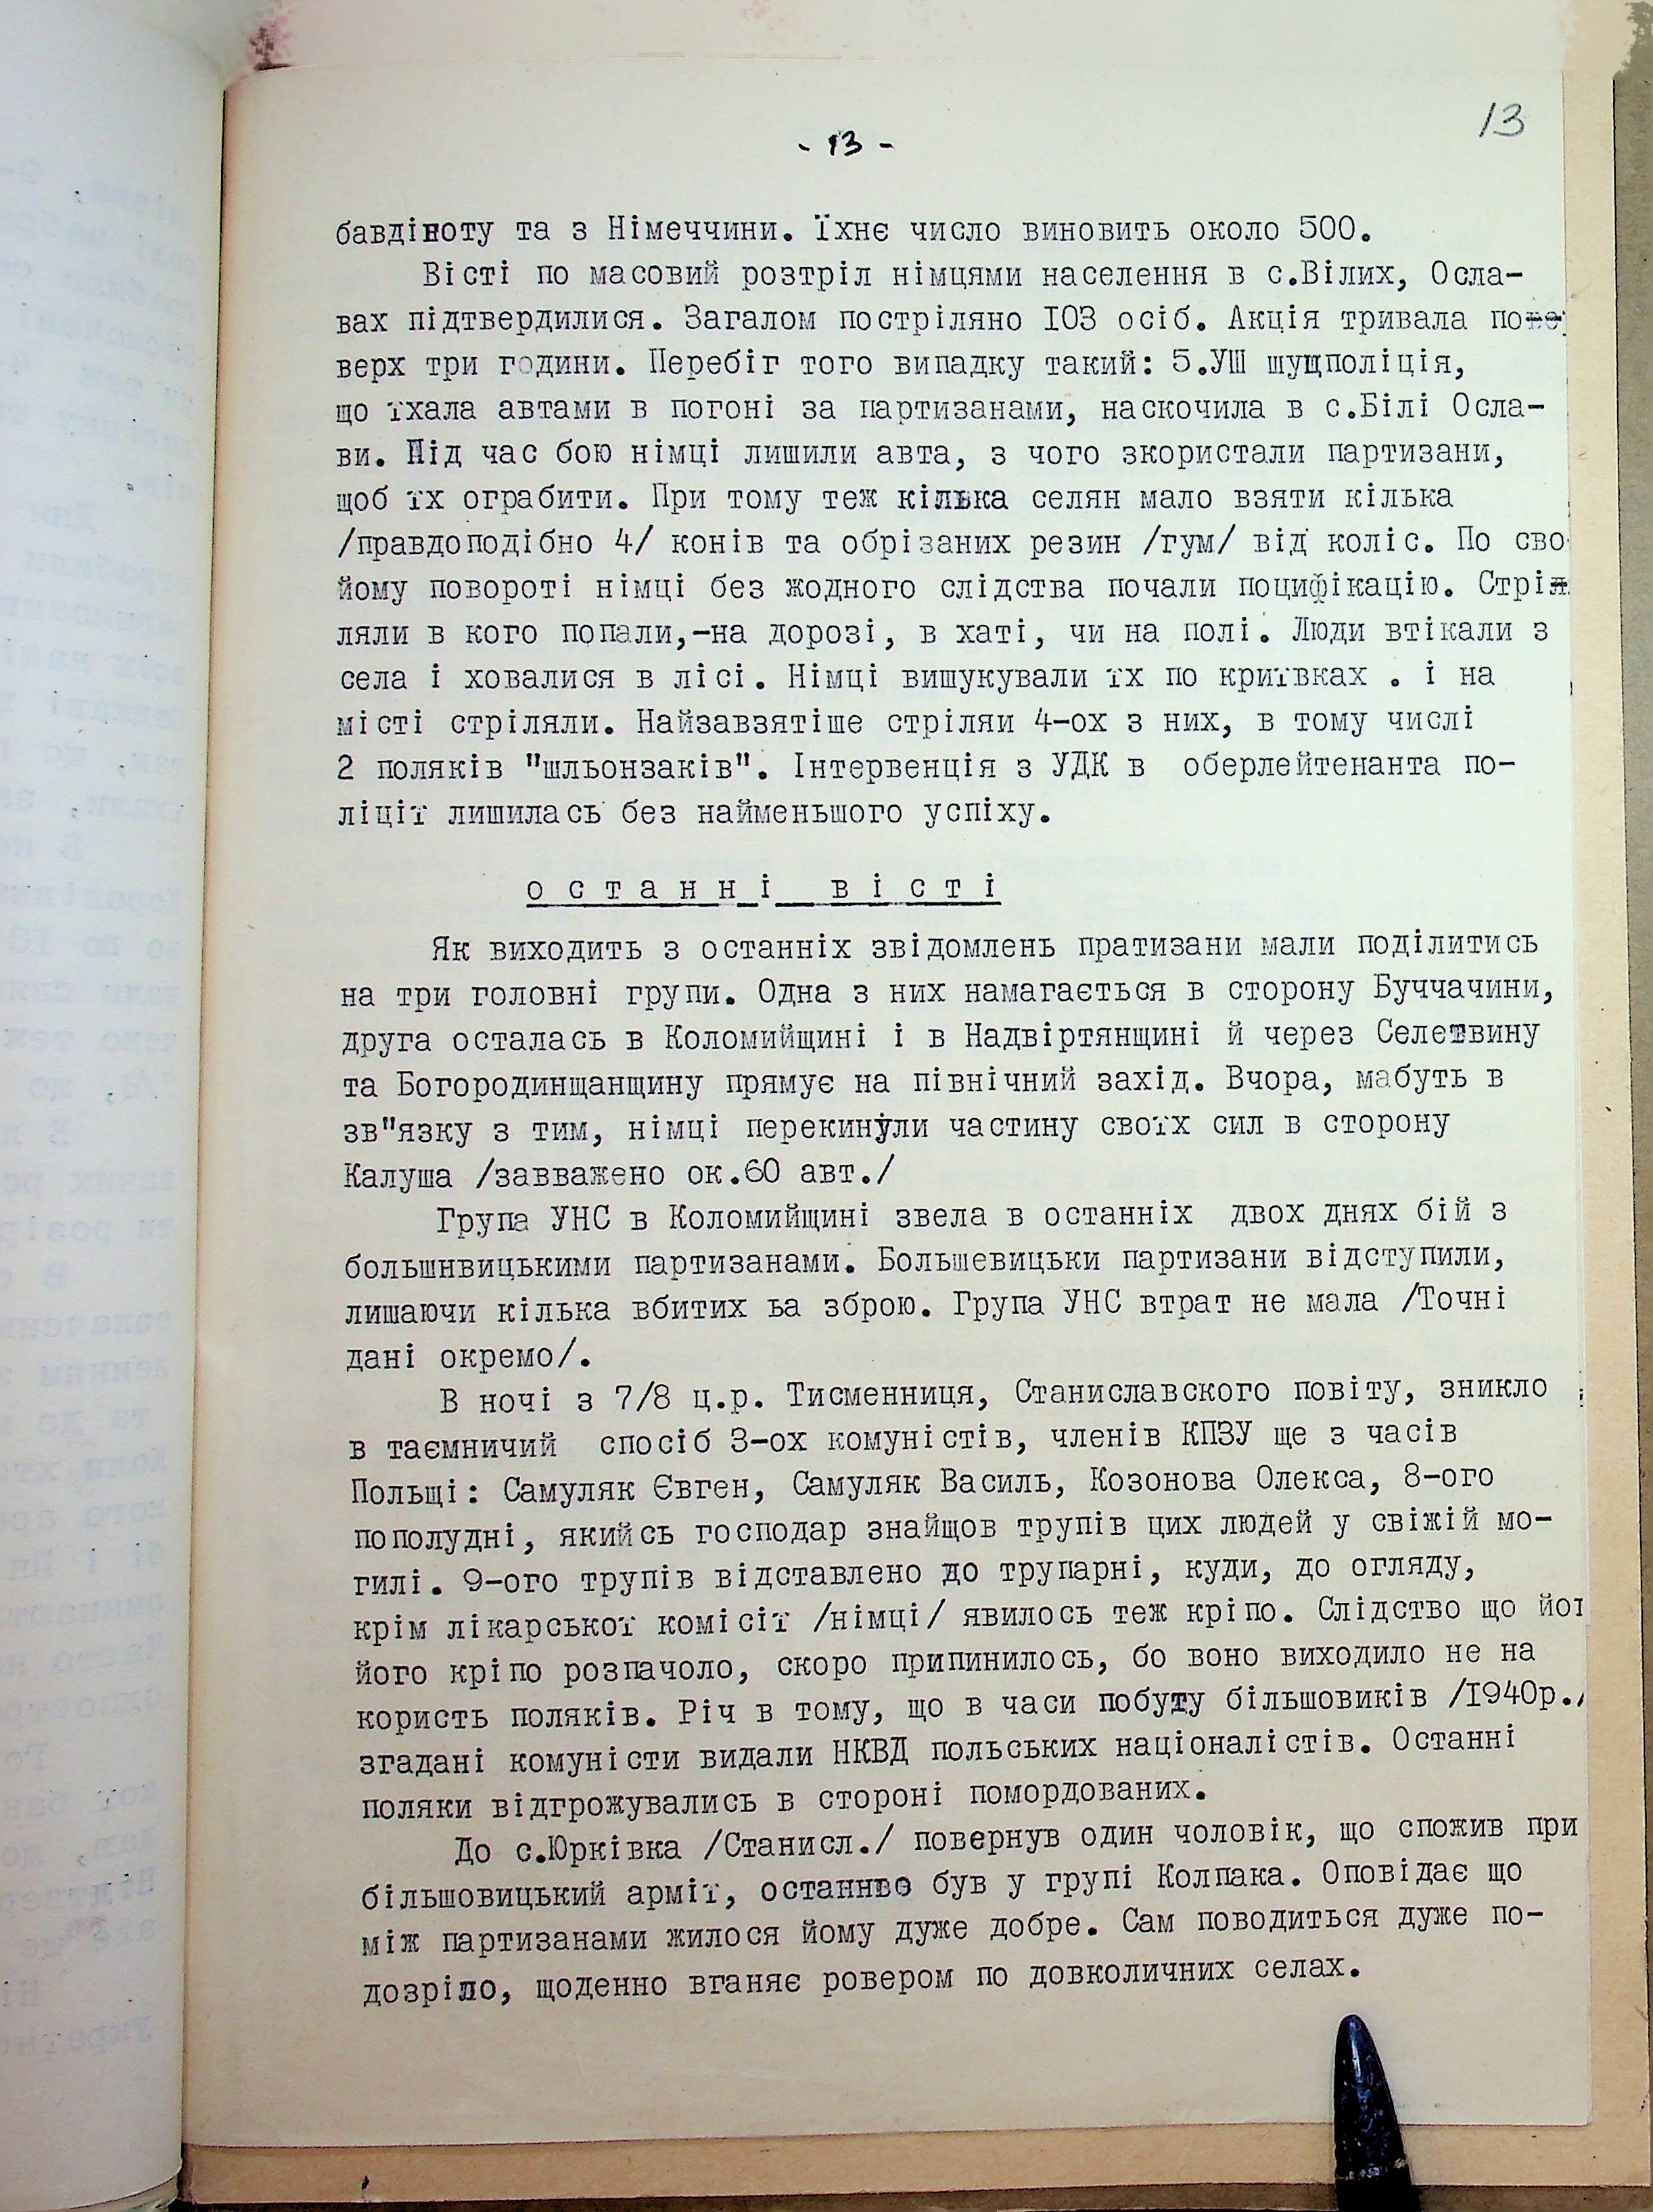 13
- 13 -
бавдіноту та з Німеччини. Їхнє число виновить около 500.
Вісті по масовий розтріл німцями населення в с.Вілих, Осла-
вах підтвердилися. Загалом постріляно ІОЗ осіб. Акція тривала по
верх три години. Перебіг того випадку такий: 5.УШ шуцполіція,
що їхала автами в погоні за партизанами, наскочила в с.Білі Осла-
ви. Під час бою німці лишили авта, з чого зкористали партизани,
щоб їх ограбити. При тому теж кілька селян мало взяти кілька
/правдоподібно 4/ конів та обрізаних резин /гум/ від коліс. По сво-
йому повороті німці без жодного слідства почали поцифікацію. Стрі
ляли в кого попали,-на дорозі, в хаті, чи на полі. Люди втікали з
села і ховалися в лісі. Німці вишукували їх по криївках . і на
місті стріляли. Найзавзятіше стріляи 4-ох з них, в тому числі
2 поляків "шльонзаків". Інтервенція з УДК в оберлейтенанта по-
ліції лишилась без найменьшого успіху.
о с т а н н і в і с т і
Як виходить з останніх звідомлень пратизани мали поділитись
на три головні групи. Одна з них намагається в сторону Буччачини,
друга осталась в Коломийщині і в Надвіртянщині й через Селетвину
та Богородинщанщину прямує на північний захід. Вчора, мабуть в
зв"язку з тим, німці перекинули частину своїх сил в сторону
Калуша /завважено ок.60 авт./
Група УНС в Коломийщині звела в останніх двох днях бій з
большнвицькими партизанами. Большевицьки партизани відступили,
лишаючи кілька вбитих ьа зброю. Група УНС втрат не мала /Точні
дані окремо/.
В ночі з 7/8 ц.р. Тисменниця, Станиславского повіту, зникло
в таємничий спосіб 3-ох комуністів, членів КПЗУ ще з часів
Польщі: Самуляк Євген, Самуляк Василь, Козонова Олекса, 8-ого
пополудні, якийсь господар знайщов трупів цих людей у свіжій мо-
гилі. 9-ого трупів відставлено до трупарні, куди, до огляду,
крім лікарської комісії /німці/ явилось теж кріпо. Слідство що йог
його кріпо розпачоло, скоро припинилось, бо воно виходило не на
користь поляків. Річ в тому, що в часи побуту більшовиків /І940р./
згадані комуністи видали НКВД польських націоналістів. Останні
поляки відгрожувались в стороні помордованих.
До с.Юрківка /Станисл./ повернув один чоловік, що спожив при
більшовицький армії, останньо був у групі Колпака. Оповідає що
між партизанами жилося йому дуже добре. Сам поводиться дуже по-
дозріло, щоденно вганяє ровером по довколичних селах.